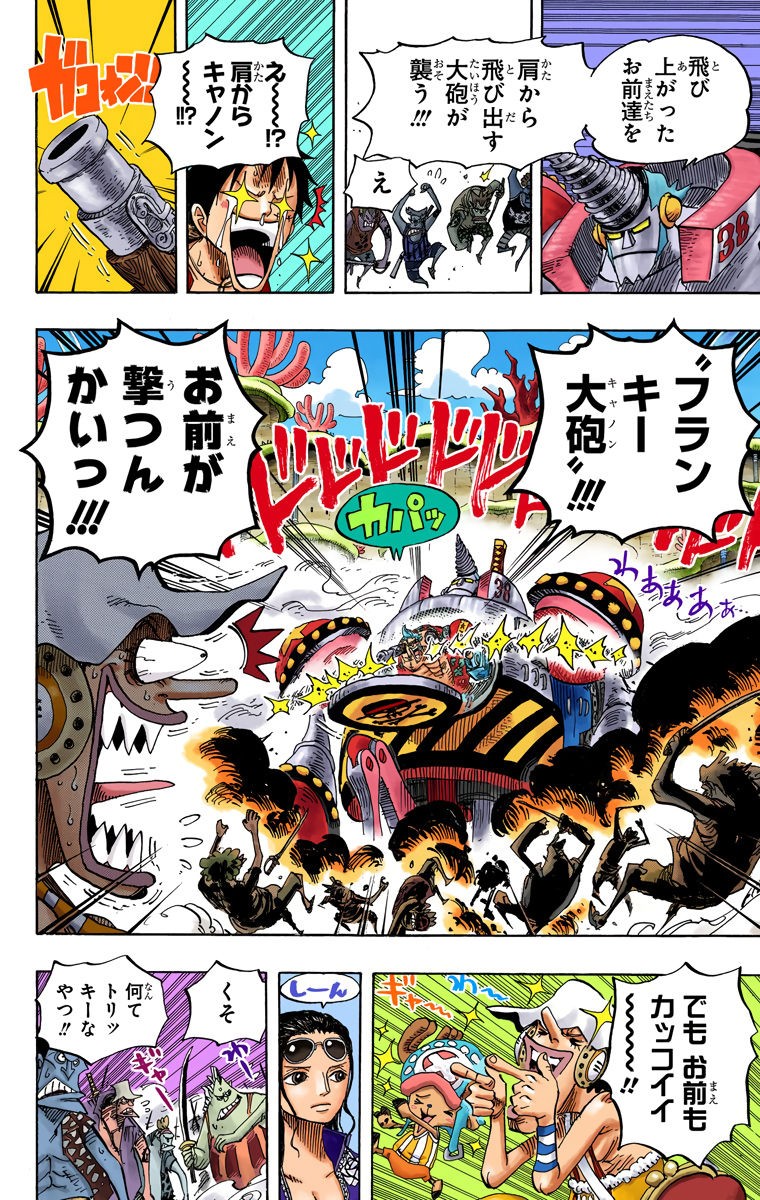 飛び
上がった
お前達を
38
肩から
飛び出す
大砲が
襲う!!!
え
え〜〜〜!?
肩から
キャノン
〜〜〜!!?
ガコォン!!
〝フラン
キー
大砲〟!!!
お前が
撃つん
かいっ!!!
ドドドドドド
カパッ
わあああぁ…
38
でも お前も
カッコイイ
〜〜!!
ギャ〜
わ〜
しーん
くそ
何て
トリッ
キーな
やつ!!
わ〜
ギャ〜